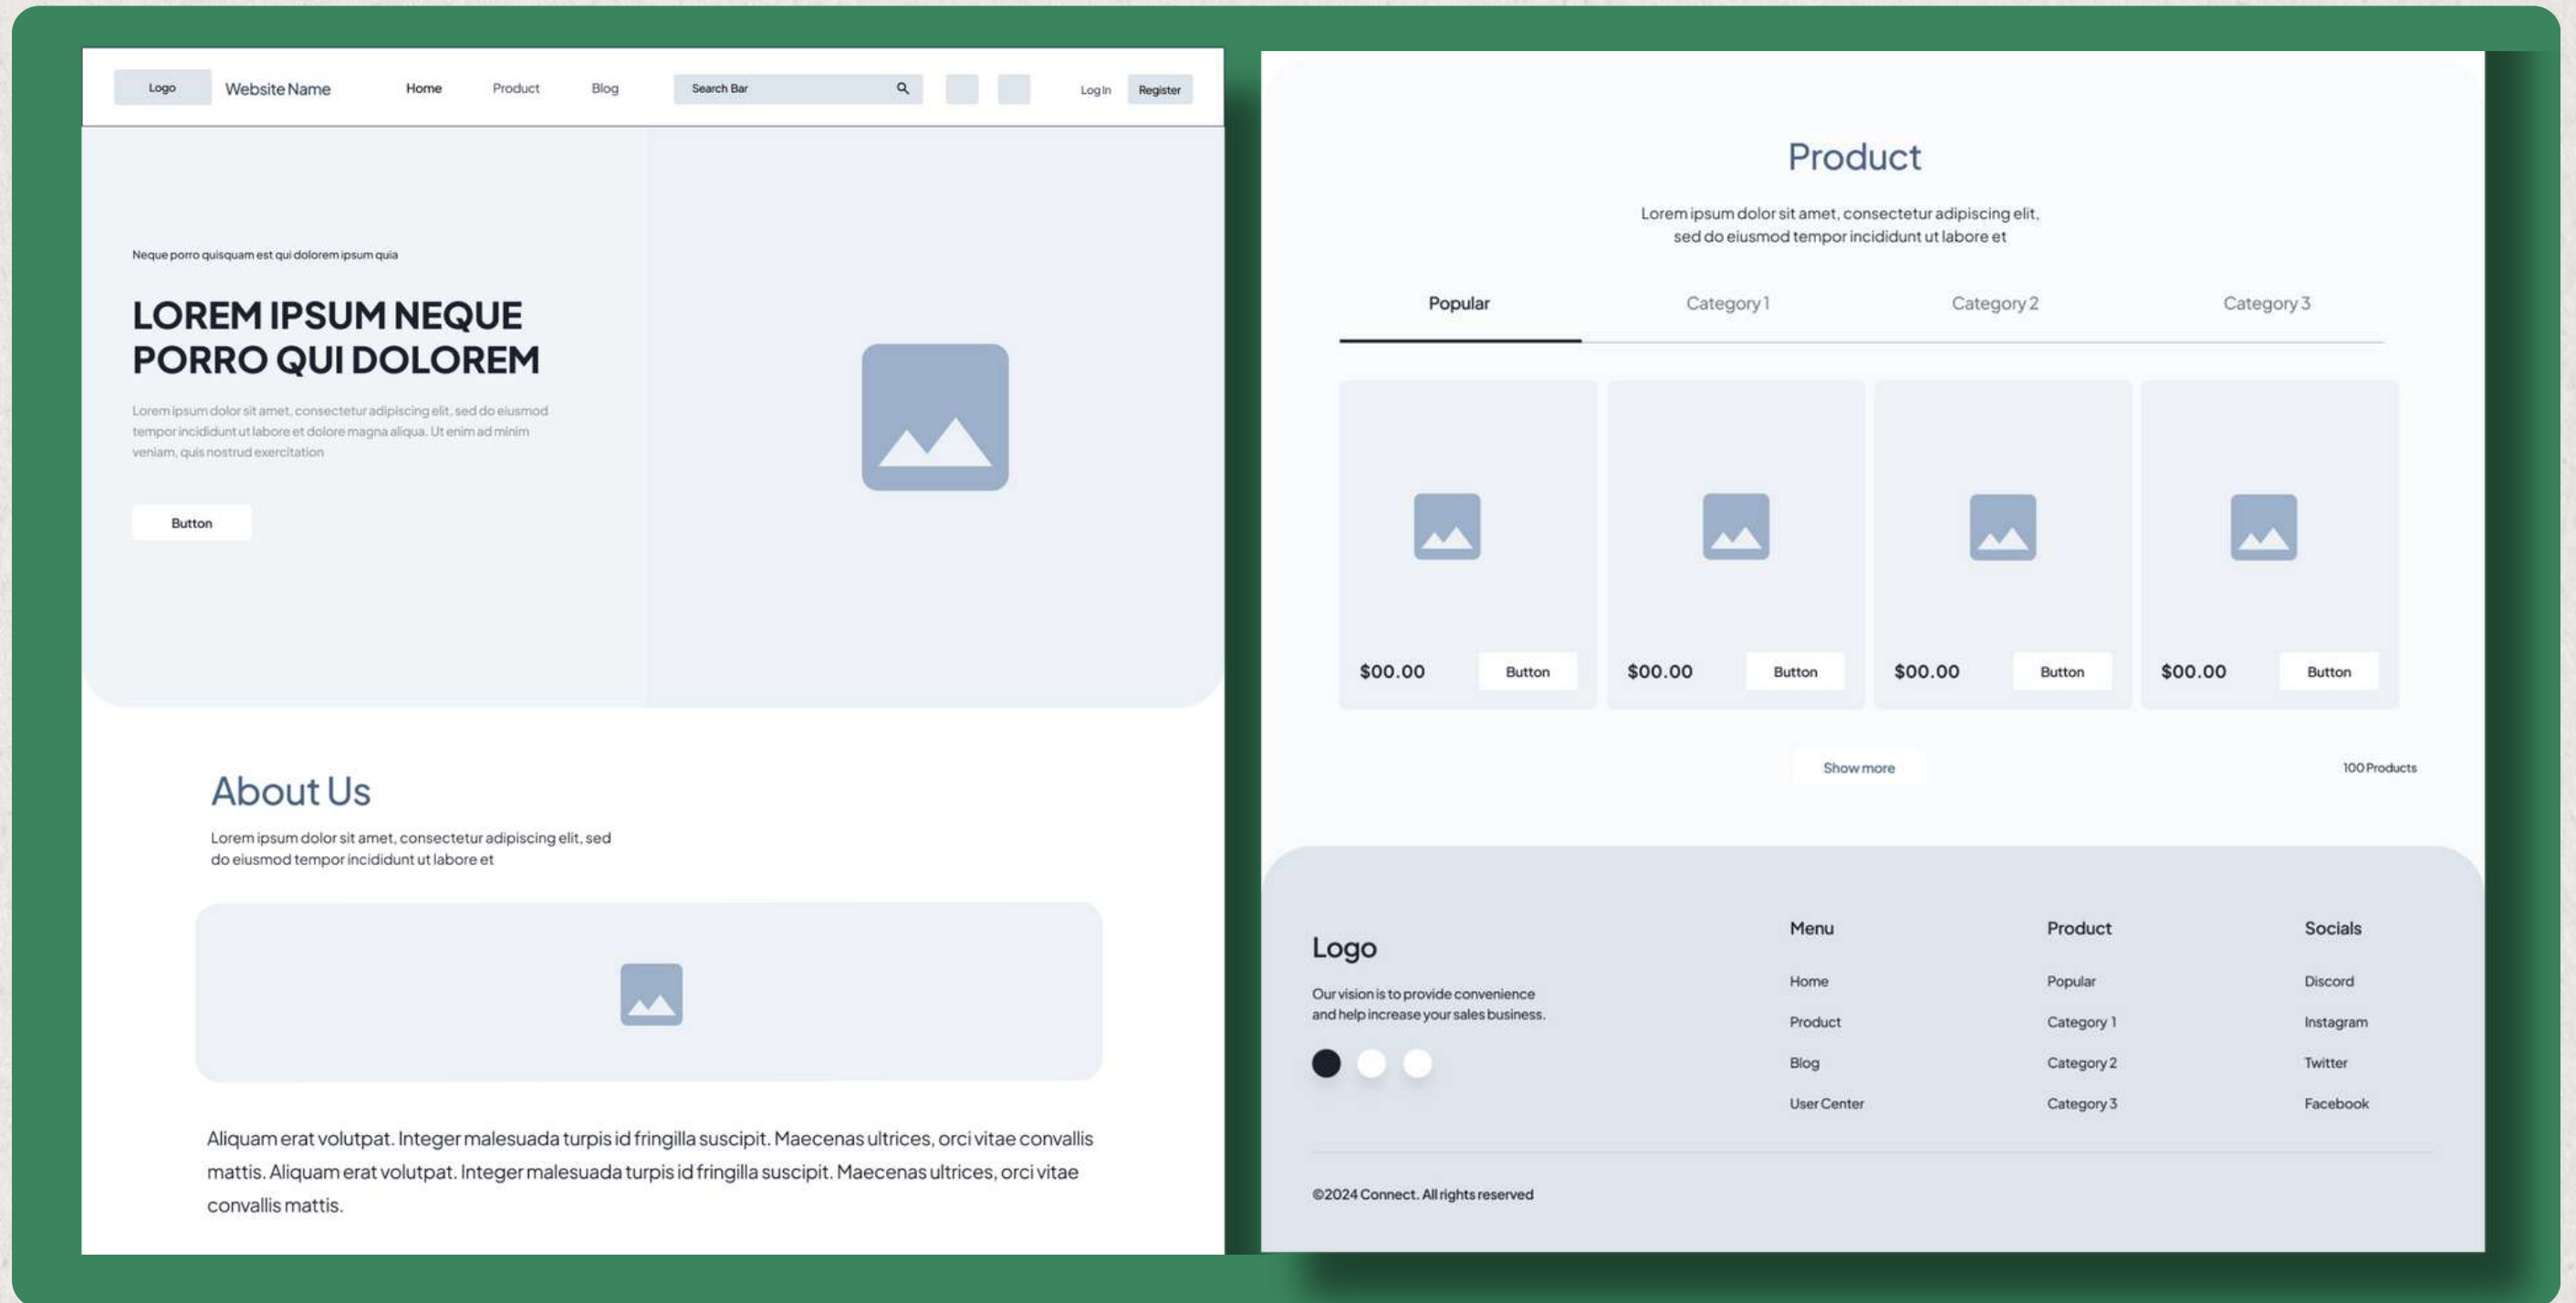 Logo
Website Name
Home
Product
Blog
Search Bar
Log In
Register
Neque porro quisquam est qui dolorem ipsum quia
LOREM IPSUM NEQUE
PORRO QUI DOLOREM
Lorem ipsum dolor sit amet, consectetur adipiscing elit, sed do eiusmod
tempor incididunt ut labore et dolore magna aliqua. Ut enim ad minim
veniam, quis nostrud exercitation
Button
About Us
Lorem ipsum dolor sit amet, consectetur adipiscing elit, sed
do eiusmod tempor incididunt ut labore et
Aliquam erat volutpat. Integer malesuada turpis id fringilla suscipit. Maecenas ultrices, orci vitae convallis
mattis. Aliquam erat volutpat. Integer malesuada turpis id fringilla suscipit. Maecenas ultrices, orci vitae
convallis mattis.
Product
Lorem ipsum dolor sit amet, consectetur adipiscing elit,
sed do eiusmod tempor incididunt ut labore et
Popular
Category 1
Category 2
Category 3
$00.00
Button
$00.00
Button
$00.00
Button
$00.00
Button
Show more
100 Products
Logo
Our vision is to provide convenience
and help increase your sales business.
Menu
Home
Product
Blog
User Center
Product
Popular
Category 1
Category 2
Category 3
Socials
Discord
Instagram
Twitter
Facebook
©2024 Connect. All rights reserved